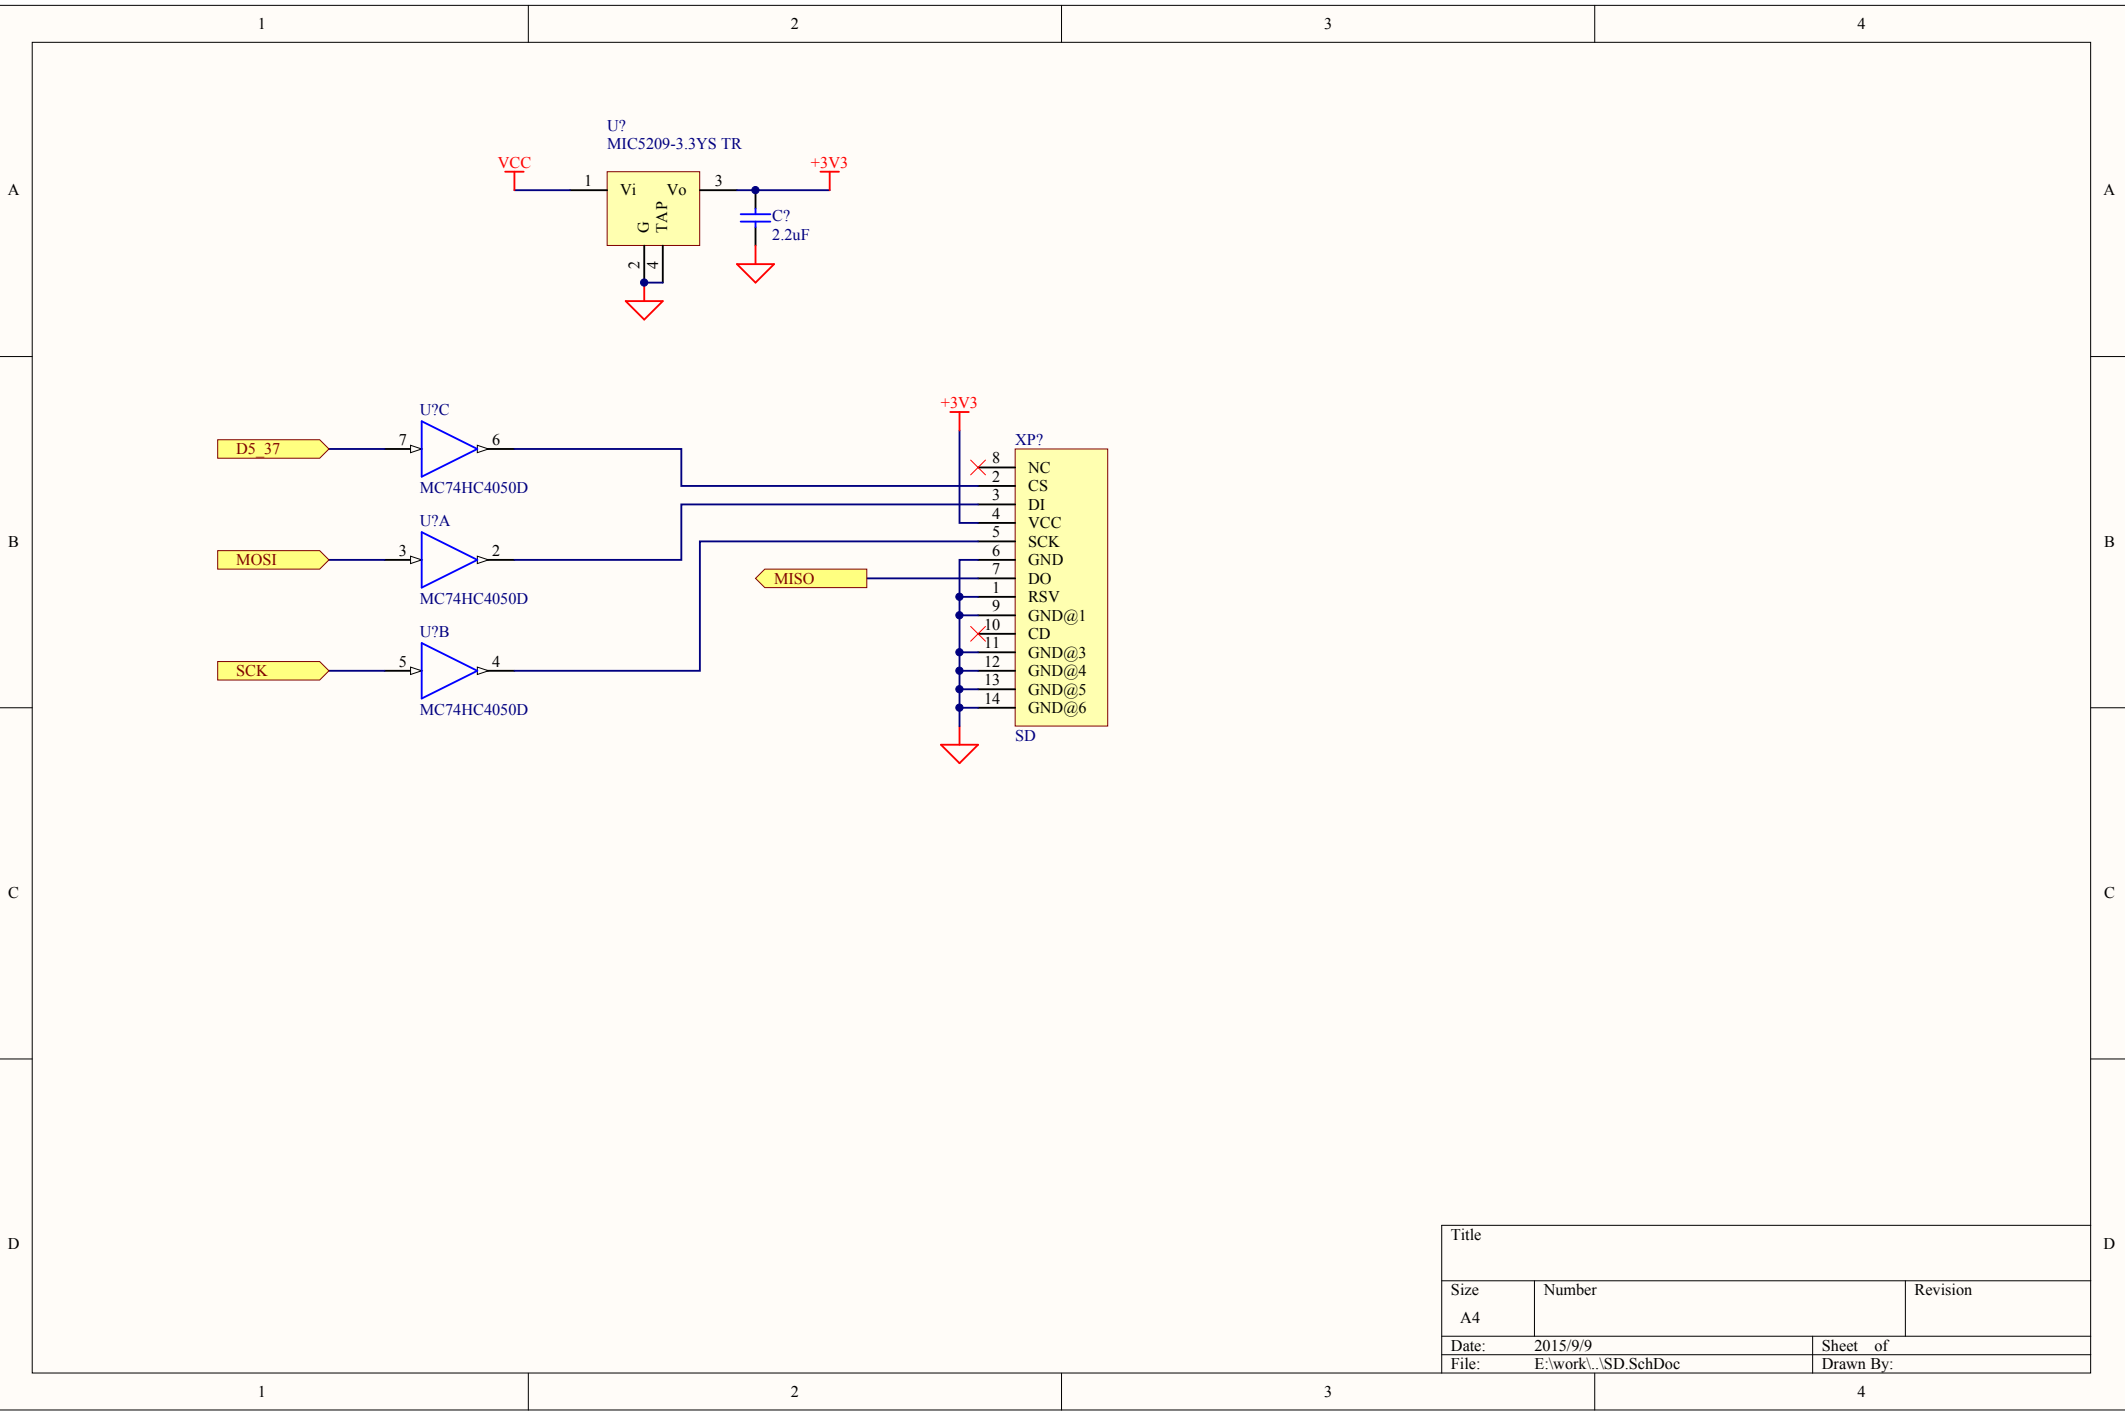 1 2 3 4
A A
U?
MIC5209-3.3YS TR
VCC +3V3
1 Vi Vo 3
G TAP
2 4
C?
2.2uF
B B
U?C
D5_37 7 6
MC74HC4050D
U?A
MOSI 3 2
MC74HC4050D
U?B
SCK 5 4
MC74HC4050D
MISO
+3V3
XP?
8 NC
2 CS
3 DI
4 VCC
5 SCK
6 GND
7 DO
1 RSV
9 GND@1
10 CD
11 GND@3
12 GND@4
13 GND@5
14 GND@6
SD
C C
D D
Title
Size Number Revision
A4
Date: 2015/9/9 Sheet of
File: E:\work\..\SD.SchDoc Drawn By:
1 2 3 4